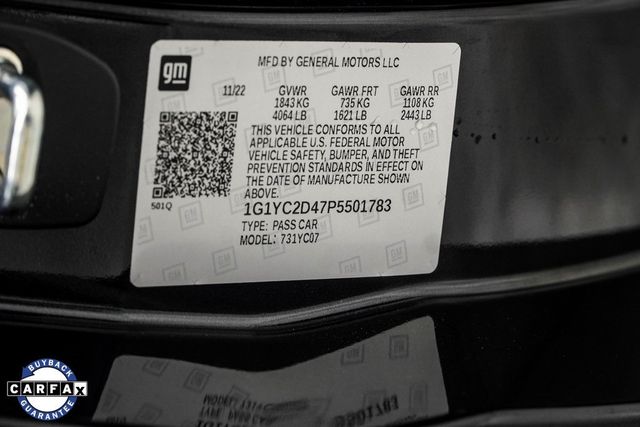 gm
MFD BY GENERAL MOTORS LLC
11/22 GVWR GAWR FRT GAWR RR
1843 KG 735 KG 1108 KG
4064 LB 1621 LB 2443 LB
THIS VEHICLE CONFORMS TO ALL
APPLICABLE U.S. FEDERAL MOTOR
VEHICLE SAFETY, BUMPER, AND THEFT
PREVENTION STANDARDS IN EFFECT ON
THE DATE OF MANUFACTURE SHOWN
ABOVE.
501Q
1G1YC2D47P5501783
TYPE: PASS CAR
MODEL: 731YC07
BUYBACK
CARFAX
GUARANTEE